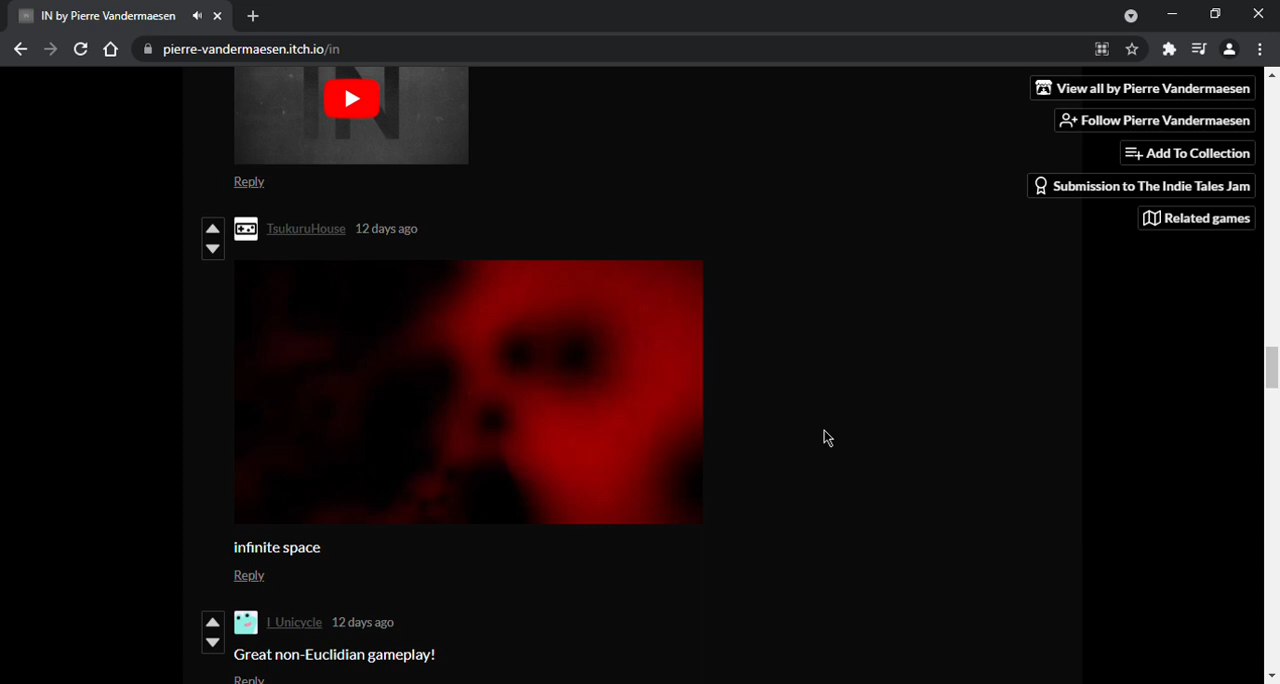 IN by Pierre Vandermaesen
pierre-vandermaesen.itch.io/in
View all by Pierre Vandermaesen
Follow Pierre Vandermaesen
Add To Collection
Submission to The Indie Tales Jam
Related games
IN
Reply
TsukuruHouse 12 days ago
infinite space
Reply
I_Unicycle 12 days ago
Great non-Euclidian gameplay!
Reply